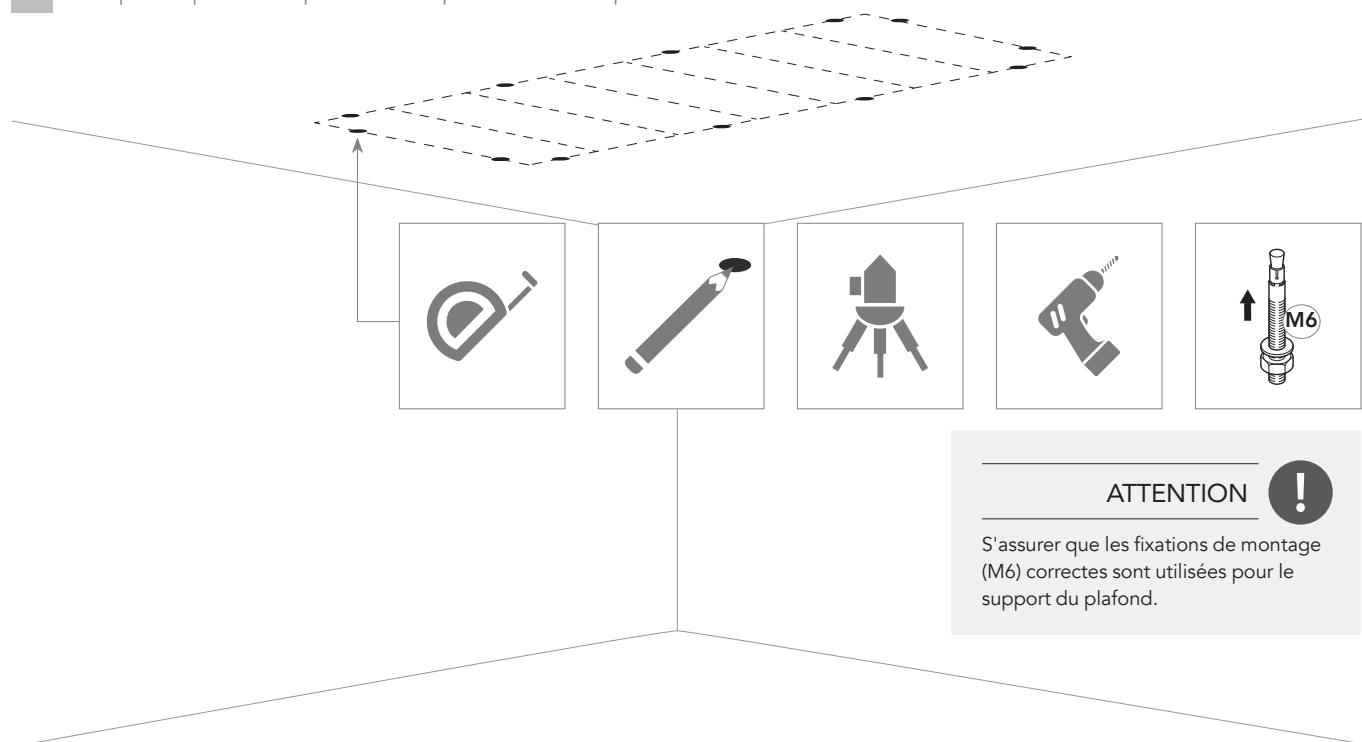 M6
ATTENTION
!
S'assurer que les fixations de montage
(M6) correctes sont utilisées pour le
support du plafond.